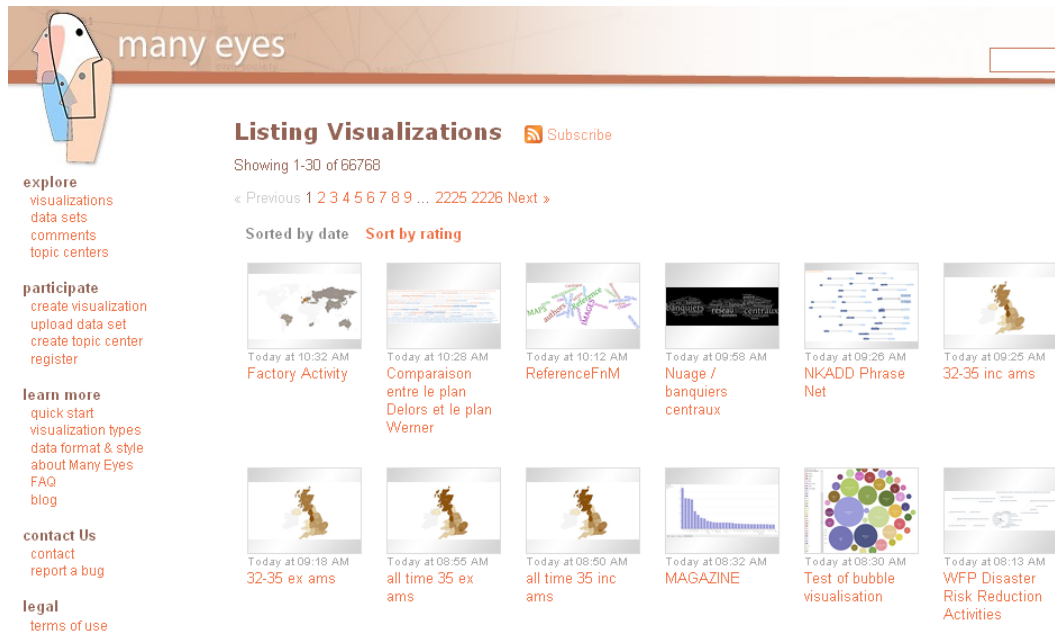 many eyes
Listing Visualizations
Subscribe
Showing 1-30 of 66768
« Previous 1 2 3 4 5 6 7 8 9 ... 2225 2226 Next »
Sorted by date Sort by rating
explore
visualizations
data sets
comments
topic centers
participate
create visualization
upload data set
create topic center
register
learn more
quick start
visualization types
data format & style
about Many Eyes
FAQ
blog
contact Us
contact
report a bug
legal
terms of use
MAPS
authors
Reference
IMAGES
banquiers
réseau
centraux
Today at 10:32 AM
Factory Activity
Today at 10:28 AM
Comparaison
entre le plan
Delors et le plan
Werner
Today at 10:12 AM
ReferenceFnM
Today at 09:58 AM
Nuage /
banquiers
centraux
Today at 09:26 AM
NKADD Phrase
Net
Today at 09:25 AM
32-35 inc ams
Today at 09:18 AM
32-35 ex ams
Today at 08:55 AM
all time 35 ex
ams
Today at 08:50 AM
all time 35 inc
ams
Today at 08:32 AM
MAGAZINE
Today at 08:30 AM
Test of bubble
visualisation
Today at 08:13 AM
WFP Disaster
Risk Reduction
Activities